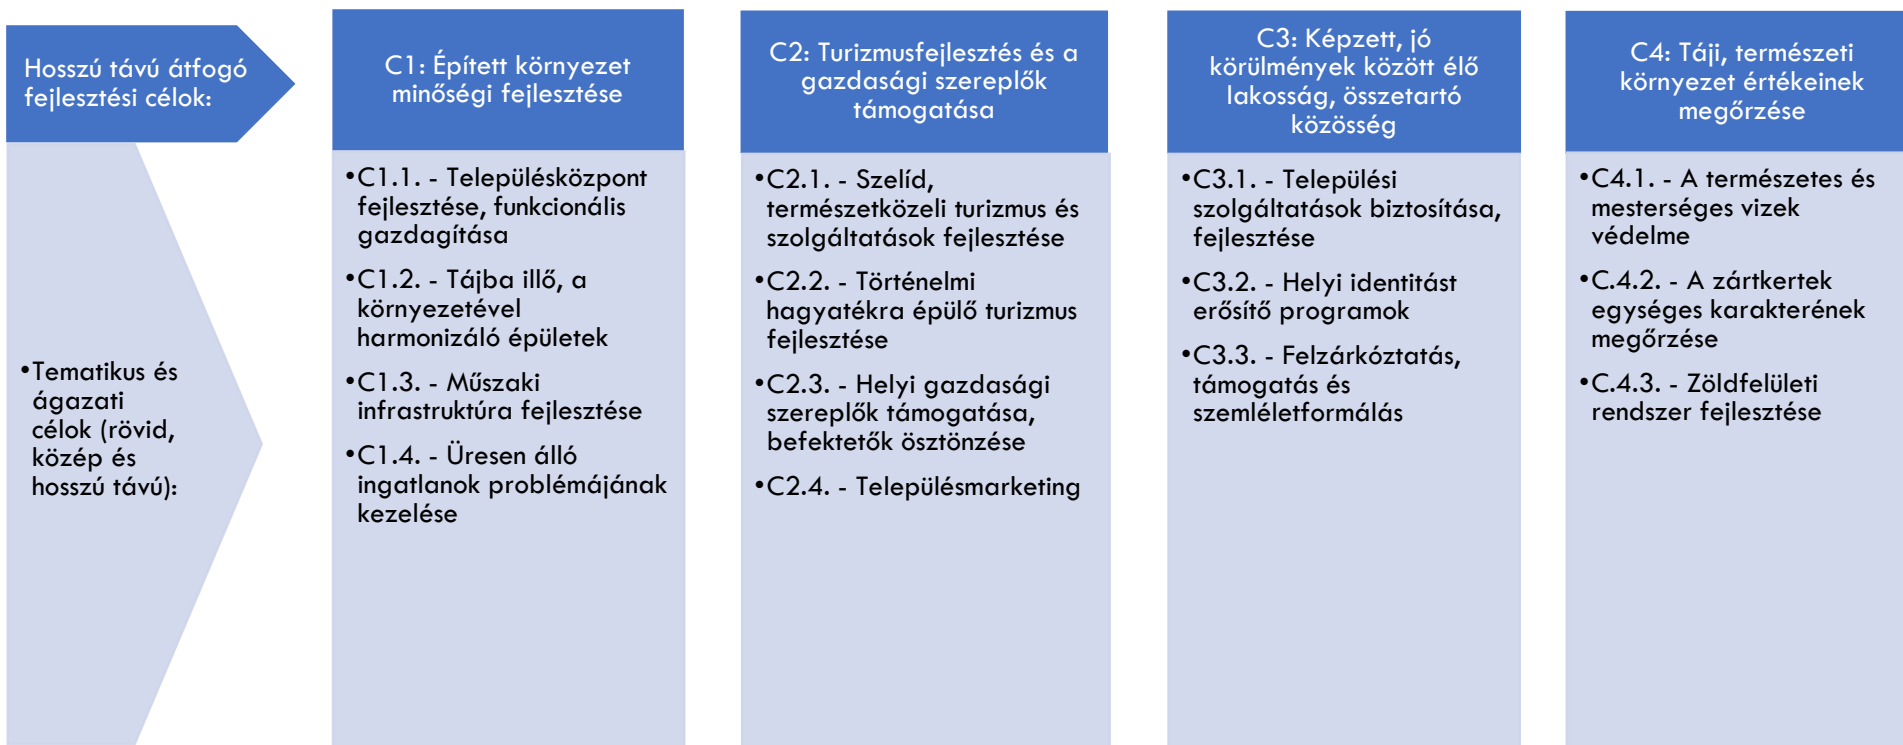 Hosszú távú átfogó
fejlesztési célok:
•Tematikus és
ágazati
célok (rövid,
közép és
hosszú távú):
C1: Épített környezet
minőségi fejlesztése
•C1.1. - Településközpont
fejlesztése, funkcionális
gazdagítása
•C1.2. - Tájba illő, a
környezetével
harmonizáló épületek
•C1.3. - Műszaki
infrastruktúra fejlesztése
•C1.4. - Üresen álló
ingatlanok problémájának
kezelése
C2: Turizmusfejlesztés és a
gazdasági szereplők
támogatása
•C2.1. - Szelíd,
természetközeli turizmus és
szolgáltatások fejlesztése
•C2.2. - Történelmi
hagyatékra épülő turizmus
fejlesztése
•C2.3. - Helyi gazdasági
szereplők támogatása,
befektetők ösztönzése
•C2.4. - Településmarketing
C3: Képzett, jó
körülmények között élő
lakosság, összetartó
közösség
•C3.1. - Települési
szolgáltatások biztosítása,
fejlesztése
•C3.2. - Helyi identitást
erősítő programok
•C3.3. - Felzárkóztatás,
támogatás és
szemléletformálás
C4: Táji, természeti
környezet értékeinek
megőrzése
•C4.1. - A természetes és
mesterséges vizek
védelme
•C.4.2. - A zártkertek
egységes karakterének
megőrzése
•C.4.3. - Zöldfelületi
rendszer fejlesztése